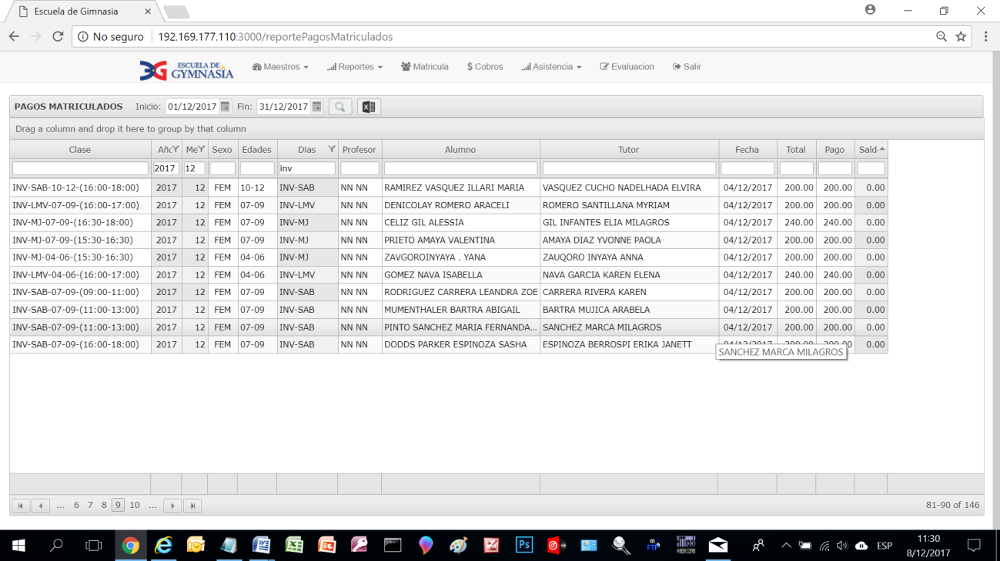 Escuela de Gimnasia
No seguro 192.169.177.110:3000/reportePagosMatriculados
ESCUELA DE GYMNASIA Maestros Reportes Matricula $ Cobros Asistencia Evaluacion Salir
PAGOS MATRICULADOS Inicio: 01/12/2017 Fin: 31/12/2017
Drag a column and drop it here to group by that column
Clase Año Me Sexo Edades Dias Profesor Alumno Tutor Fecha Total Pago Sald
2017 12 inv
INV-SAB-10-12-(16:00-18:00) 2017 12 FEM 10-12 INV-SAB NN NN RAMIREZ VASQUEZ ILLARI MARIA VASQUEZ CUCHO NADELHADA ELVIRA 04/12/2017 200.00 200.00 0.00
INV-LMV-07-09-(16:00-17:00) 2017 12 FEM 07-09 INV-LMV NN NN DENICOLAY ROMERO ARACELI ROMERO SANTILLANA MYRIAM 04/12/2017 200.00 200.00 0.00
INV-MJ-07-09-(16:30-18:00) 2017 12 FEM 07-09 INV-MJ NN NN CELIZ GIL ALESSIA GIL INFANTES ELIA MILAGROS 04/12/2017 240.00 240.00 0.00
INV-MJ-07-09-(15:30-16:30) 2017 12 FEM 07-09 INV-MJ NN NN PRIETO AMAYA VALENTINA AMAYA DIAZ YVONNE PAOLA 04/12/2017 200.00 200.00 0.00
INV-MJ-04-06-(15:30-16:30) 2017 12 FEM 04-06 INV-MJ NN NN ZAVGOROINYAYA . YANA ZAUQORO INYAYA ANNA 04/12/2017 200.00 200.00 0.00
INV-LMV-04-06-(16:00-17:00) 2017 12 FEM 04-06 INV-LMV NN NN GOMEZ NAVA ISABELLA NAVA GARCIA KAREN ELENA 04/12/2017 240.00 240.00 0.00
INV-SAB-07-09-(09:00-11:00) 2017 12 FEM 07-09 INV-SAB NN NN RODRIGUEZ CARRERA LEANDRA ZOE CARRERA RIVERA KAREN 04/12/2017 200.00 200.00 0.00
INV-SAB-07-09-(11:00-13:00) 2017 12 FEM 07-09 INV-SAB NN NN MUMENTHALER BARTRA ABIGAIL BARTRA MUJICA ARABELA 04/12/2017 200.00 200.00 0.00
INV-SAB-07-09-(11:00-13:00) 2017 12 FEM 07-09 INV-SAB NN NN PINTO SANCHEZ MARIA FERNANDA... SANCHEZ MARCA MILAGROS 04/12/2017 200.00 200.00 0.00
INV-SAB-07-09-(16:00-18:00) 2017 12 FEM 07-09 INV-SAB NN NN DODDS PARKER ESPINOZA SASHA ESPINOZA BERROSPI ERIKA JANETT 04/12/2017 200.00 200.00 0.00
SANCHEZ MARCA MILAGROS
... 6 7 8 9 10 ... 81-90 of 146
Ps FTP ESP 11:30
8/12/2017